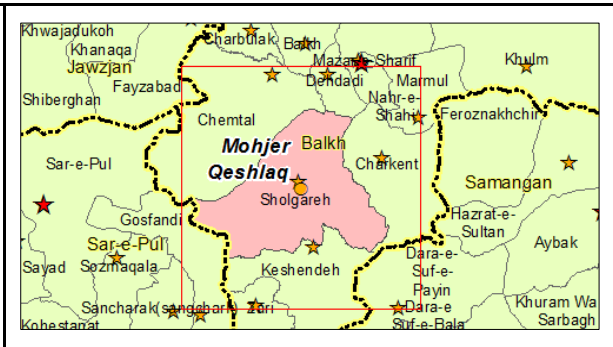 Khwajadukoh
Charbulak
Balkh
Khanaqa
Mazar-e-Sharif
Khulm
Jawzjan
Dehdadi
Marmul
Fayzabad
Nahr-e-
Shahi
Shiberghan
Chemtal
Feroznakhchir
Mohjer
Qeshlaq
Balkh
Sar-e-Pul
Charkent
Samangan
Sholgareh
Gosfandi
Hazrat-e-
Sultan
Sar-e-Pul
Aybak
Dara-e-
Suf-e-
Payin
Sayad
Sozmaqala
Keshendeh
Sancharak (sangchark)
Zari
Dara-e
Suf-e-Bala
Khuram Wa
Sarbagh
Kohestanat